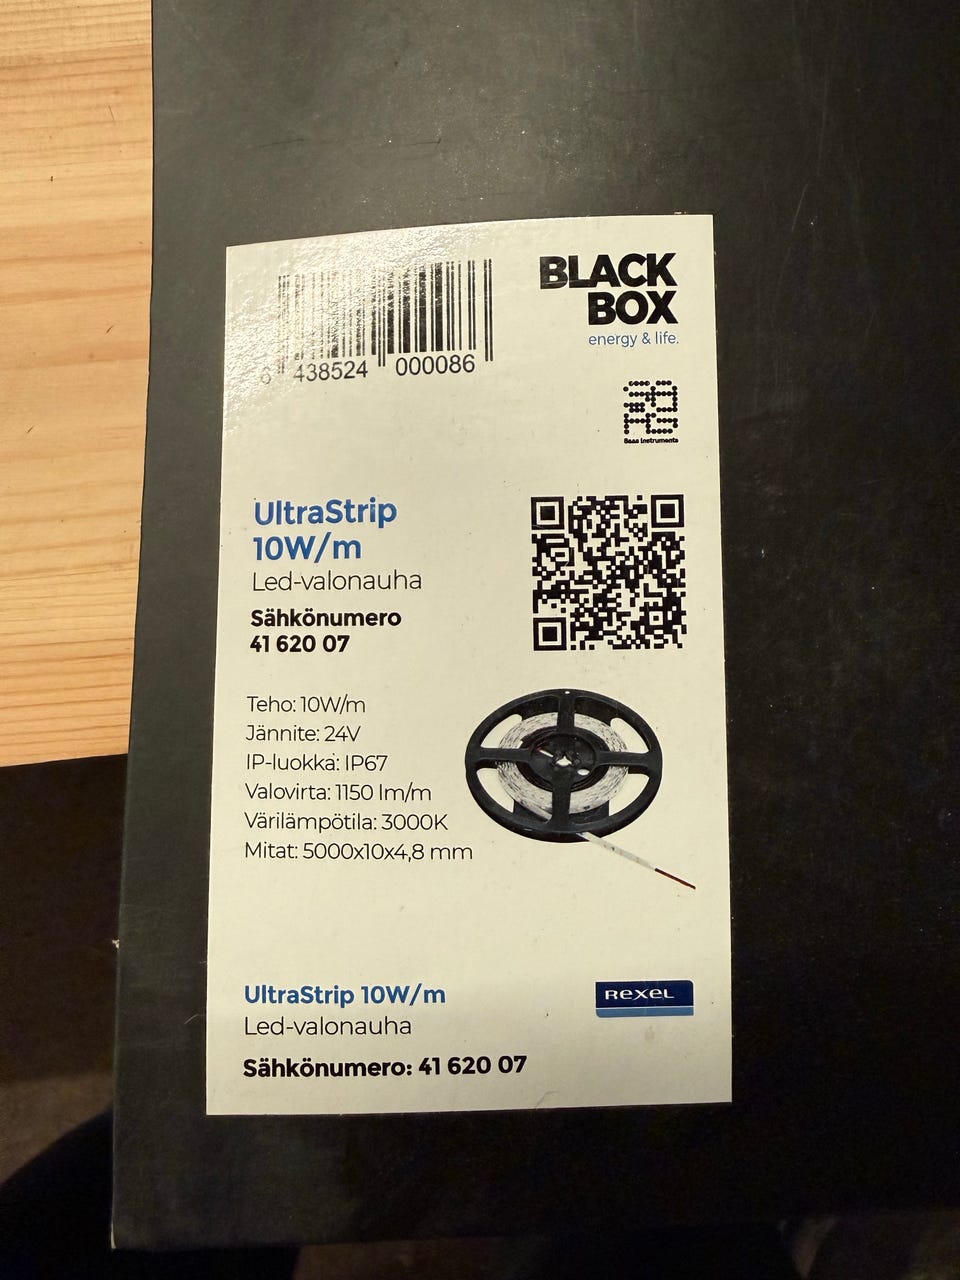 BLACK
BOX
energy & life.
6 438524 000086
Saas Instruments
UltraStrip
10W/m
Led-valonauha
Sähkönumero
41 620 07
Teho: 10W/m
Jännite: 24V
IP-luokka: IP67
Valovirta: 1150 lm/m
Värilämpötila: 3000K
Mitat: 5000x10x4,8 mm
UltraStrip 10W/m
Led-valonauha
Sähkönumero: 41 620 07
REXEL